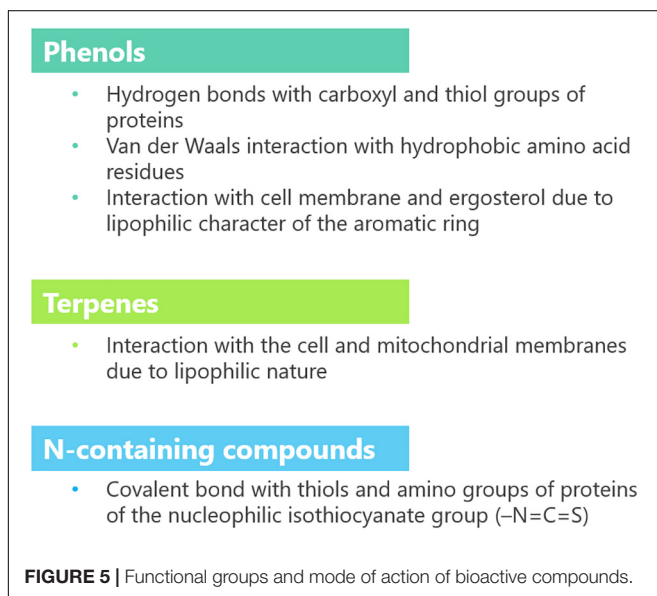 Phenols
• Hydrogen bonds with carboxyl and thiol groups of
proteins
• Van der Waals interaction with hydrophobic amino acid
residues
• Interaction with cell membrane and ergosterol due to
lipophilic character of the aromatic ring
Terpenes
• Interaction with the cell and mitochondrial membranes
due to lipophilic nature
N-containing compounds
• Covalent bond with thiols and amino groups of proteins
of the nucleophilic isothiocyanate group (–N=C=S)
FIGURE 5 | Functional groups and mode of action of bioactive compounds.